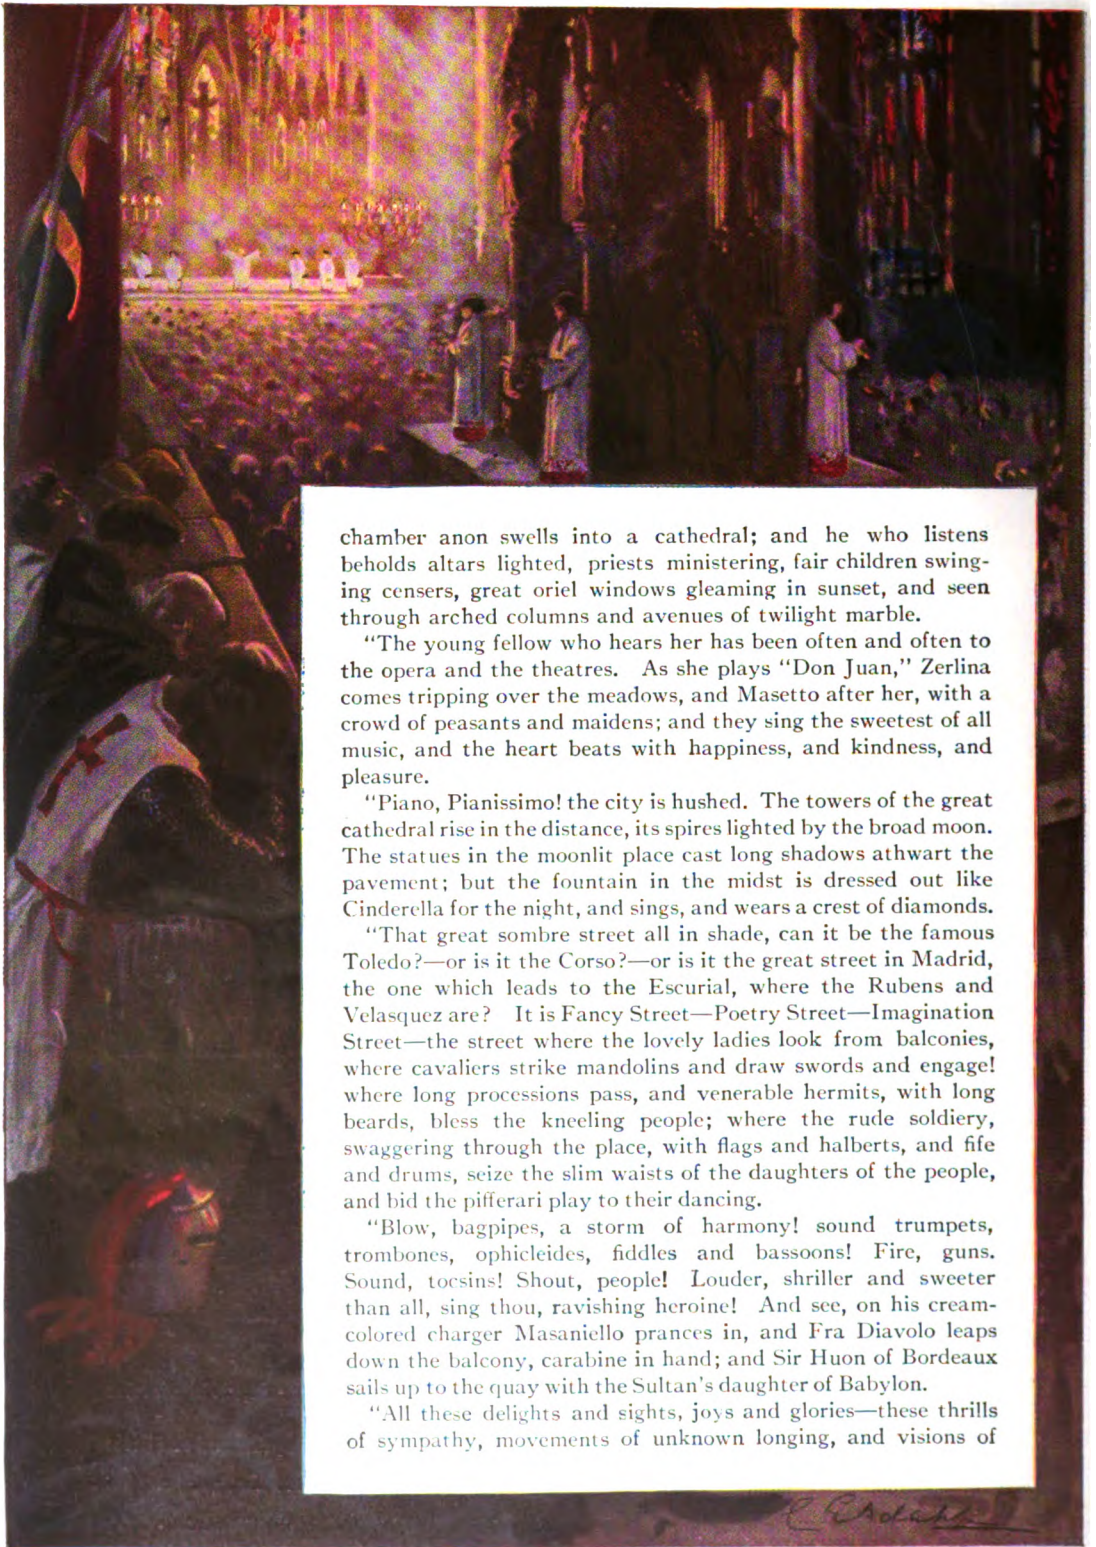 chamber anon swells into a cathedral; and he who listens
beholds altars lighted, priests ministering, fair children swing-
ing censers, great oriel windows gleaming in sunset, and seen
through arched columns and avenues of twilight marble.
"The young fellow who hears her has been often and often to
the opera and the theatres. As she plays "Don Juan," Zerlina
comes tripping over the meadows, and Masetto after her, with a
crowd of peasants and maidens; and they sing the sweetest of all
music, and the heart beats with happiness, and kindness, and
pleasure.
"Piano, Pianissimo! the city is hushed. The towers of the great
cathedral rise in the distance, its spires lighted by the broad moon.
The statues in the moonlit place cast long shadows athwart the
pavement; but the fountain in the midst is dressed out like
Cinderella for the night, and sings, and wears a crest of diamonds.
"That great sombre street all in shade, can it be the famous
Toledo?—or is it the Corso?—or is it the great street in Madrid,
the one which leads to the Escurial, where the Rubens and
Velasquez are? It is Fancy Street—Poetry Street—Imagination
Street—the street where the lovely ladies look from balconies,
where cavaliers strike mandolins and draw swords and engage!
where long processions pass, and venerable hermits, with long
beards, bless the kneeling people; where the rude soldiery,
swaggering through the place, with flags and halberts, and fife
and drums, seize the slim waists of the daughters of the people,
and bid the pifferari play to their dancing.
"Blow, bagpipes, a storm of harmony! sound trumpets,
trombones, ophicleides, fiddles and bassoons! Fire, guns.
Sound, tocsins! Shout, people! Louder, shriller and sweeter
than all, sing thou, ravishing heroine! And see, on his cream-
colored charger Masaniello prances in, and Fra Diavolo leaps
down the balcony, carabine in hand; and Sir Huon of Bordeaux
sails up to the quay with the Sultan's daughter of Babylon.
"All these delights and sights, joys and glories—these thrills
of sympathy, movements of unknown longing, and visions of